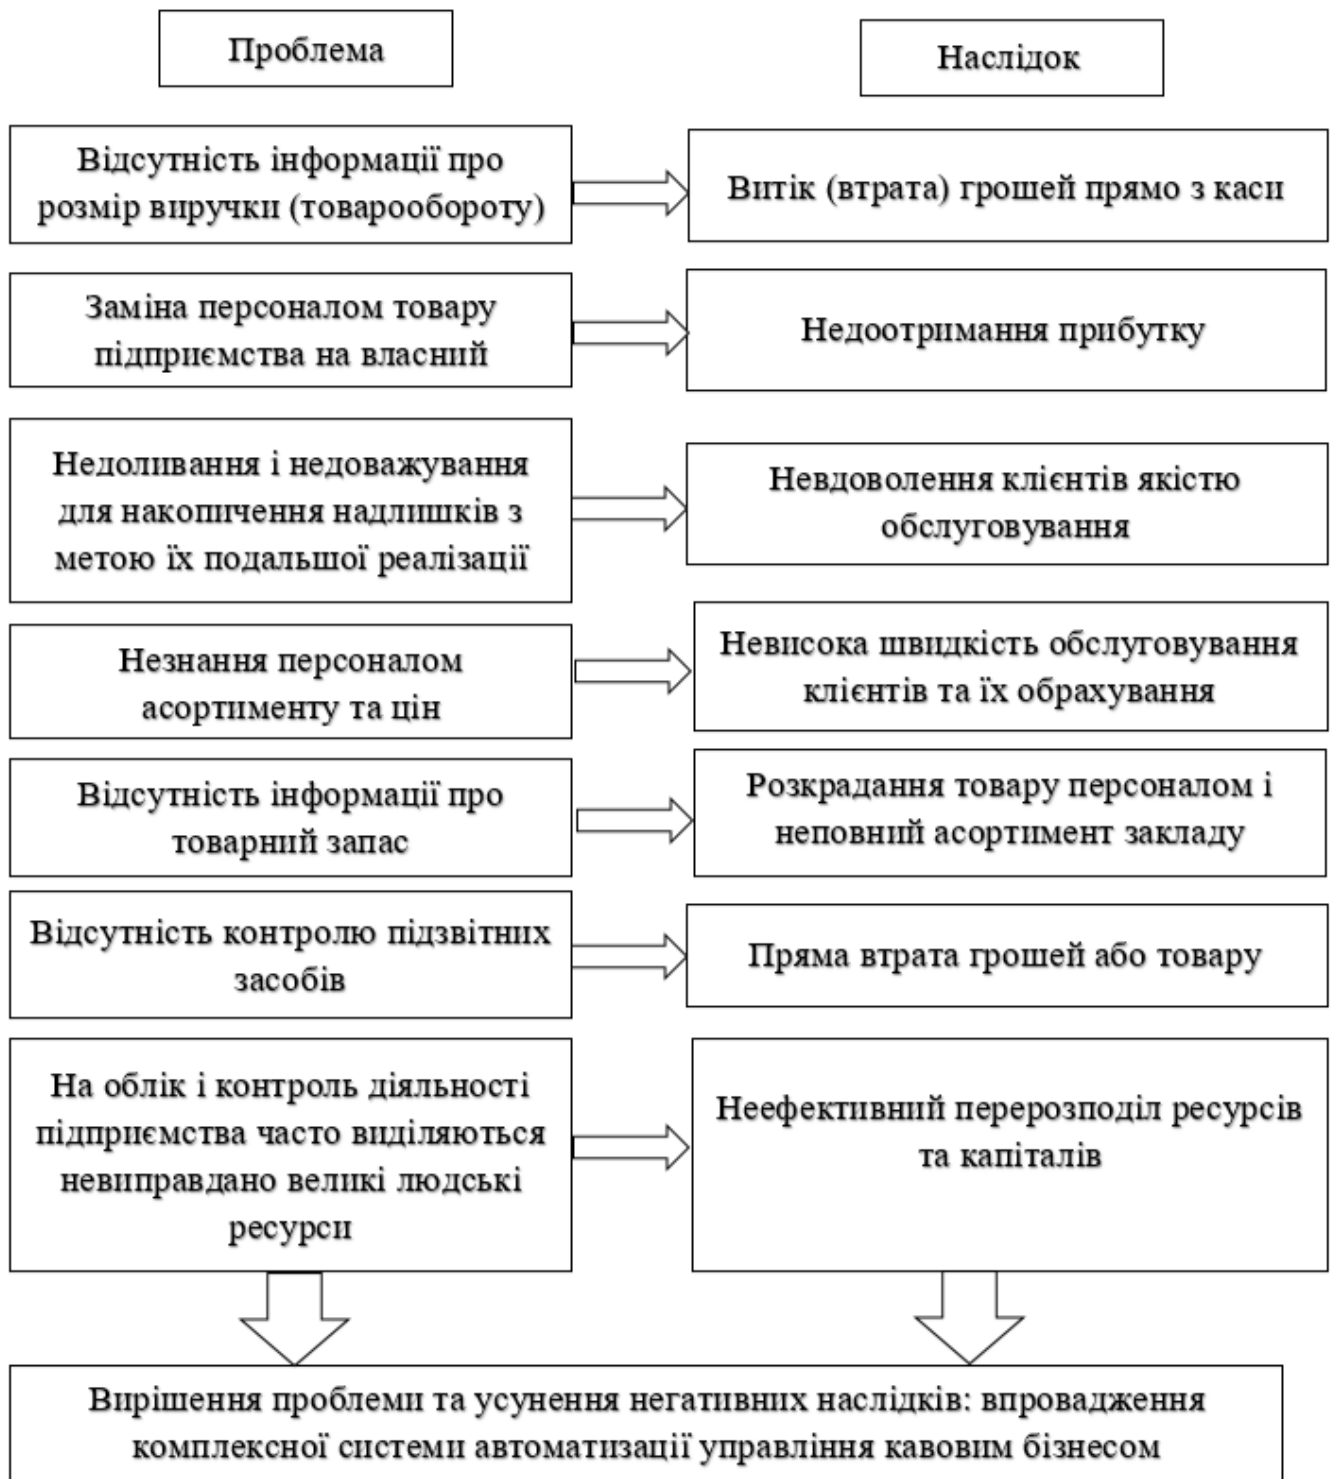 Проблема
Наслідок
Відсутність інформації про
розмір виручки (товарообороту)
Витік (втрата) грошей прямо з каси
Заміна персоналом товару
підприємства на власний
Недоотримання прибутку
Недоливання і недоважування
для накопичення надлишків з
метою їх подальшої реалізації
Невдоволення клієнтів якістю
обслуговування
Незнання персоналом
асортименту та цін
Невисока швидкість обслуговування
клієнтів та їх обрахування
Відсутність інформації про
товарний запас
Розкрадання товару персоналом і
неповний асортимент закладу
Відсутність контролю підзвітних
засобів
Пряма втрата грошей або товару
На облік і контроль діяльності
підприємства часто виділяються
невиправдано великі людські
ресурси
Неефективний перерозподіл ресурсів
та капіталів
Вирішення проблеми та усунення негативних наслідків: впровадження
комплексної системи автоматизації управління кавовим бізнесом